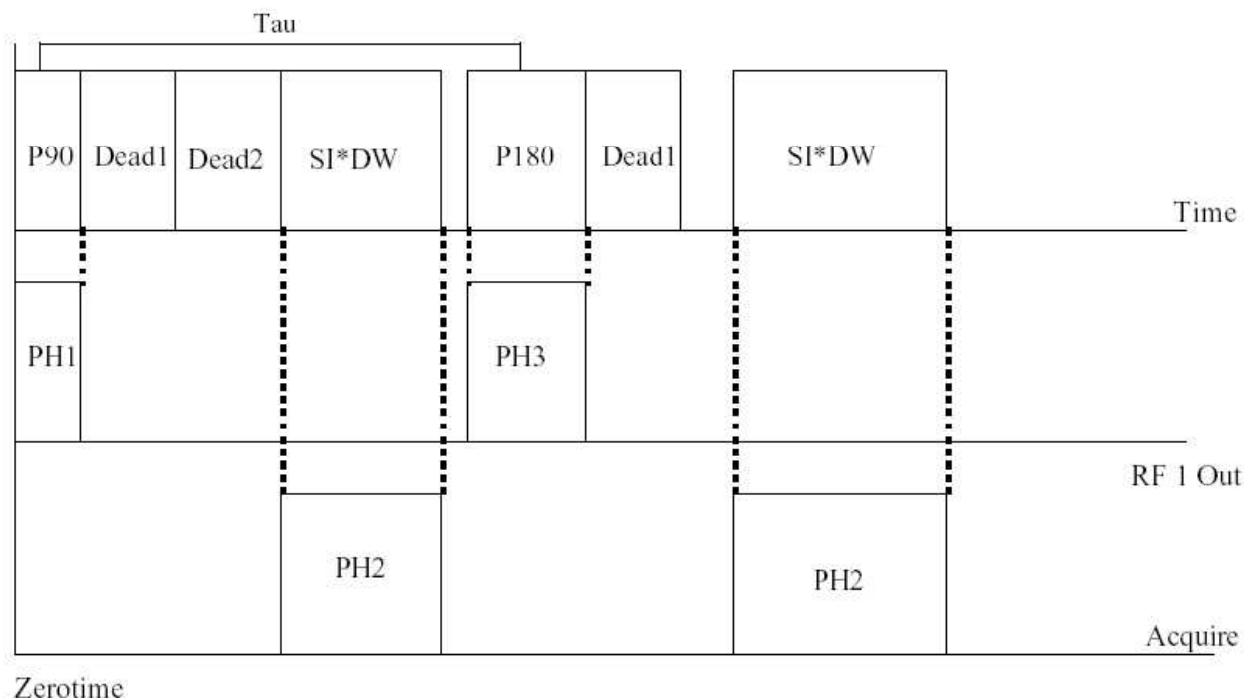 Tau
P90
Dead1
Dead2
SI*DW
P180
Dead1
SI*DW
Time
PH1
PH3
RF 1 Out
PH2
PH2
Acquire
Zerotime